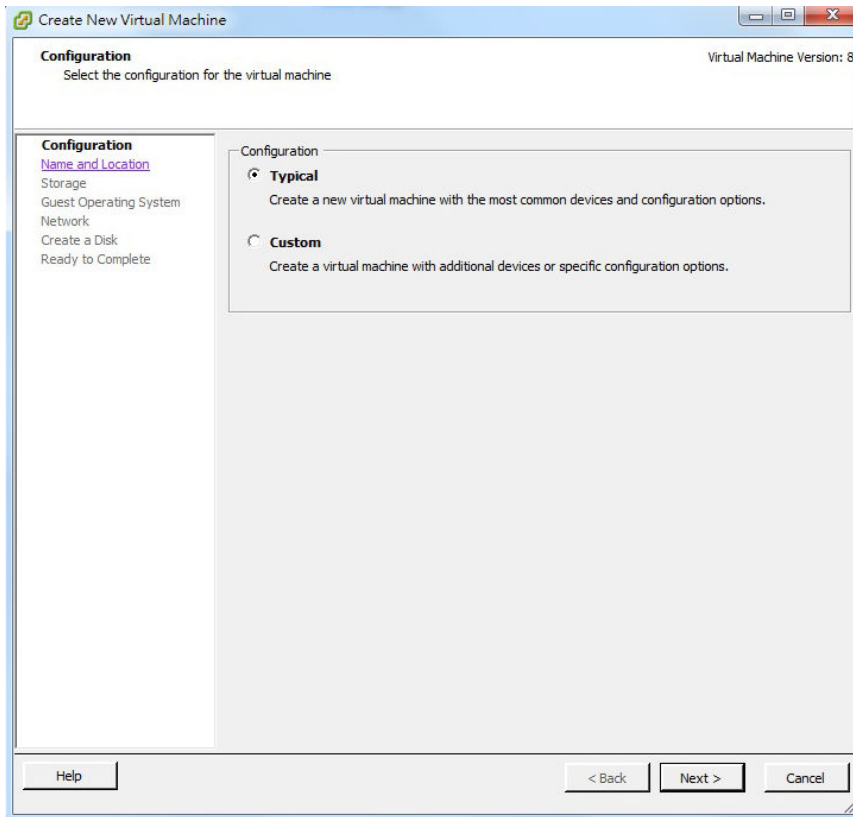 Create New Virtual Machine
Configuration
Select the configuration for the virtual machine
Virtual Machine Version: 8
Configuration
Name and Location
Storage
Guest Operating System
Network
Create a Disk
Ready to Complete
Configuration
Typical
Create a new virtual machine with the most common devices and configuration options.
Custom
Create a virtual machine with additional devices or specific configuration options.
Help
< Back
Next >
Cancel